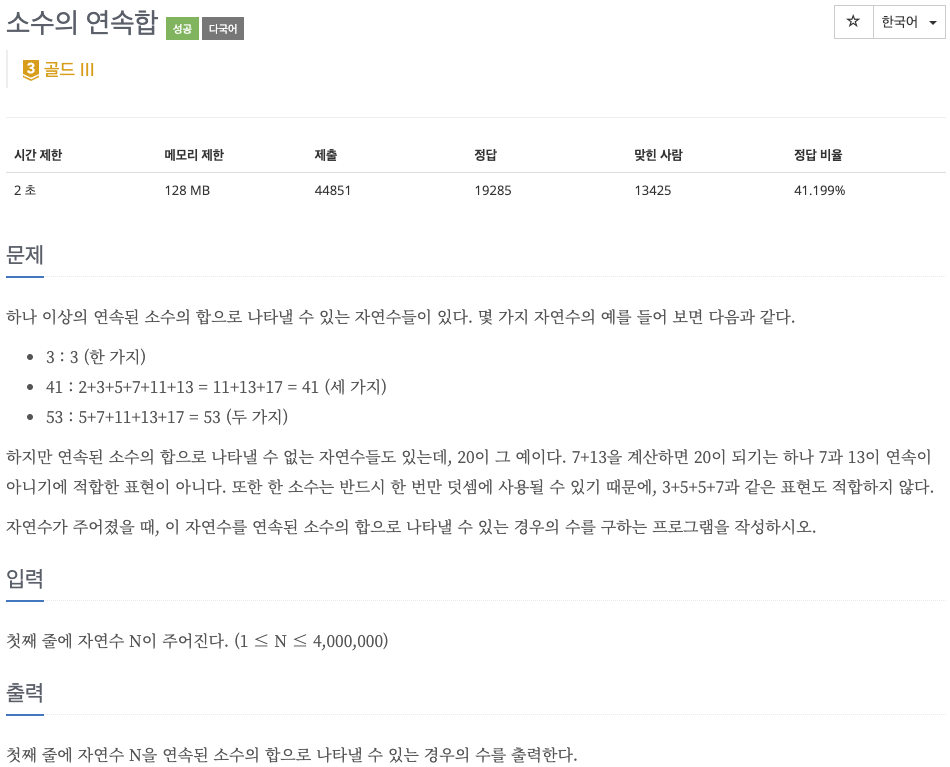 소수의 연속합 성공 다국어
☆ 한국어
3 골드 III
시간 제한 메모리 제한 제출 정답 맞힌 사람 정답 비율
2 초 128 MB 44851 19285 13425 41.199%
문제
하나 이상의 연속된 소수의 합으로 나타낼 수 있는 자연수들이 있다. 몇 가지 자연수의 예를 들어 보면 다음과 같다.
• 3 : 3 (한 가지)
• 41 : 2+3+5+7+11+13 = 11+13+17 = 41 (세 가지)
• 53 : 5+7+11+13+17 = 53 (두 가지)
하지만 연속된 소수의 합으로 나타낼 수 없는 자연수들도 있는데, 20이 그 예이다. 7+13을 계산하면 20이 되기는 하나 7과 13이 연속이
아니기에 적합한 표현이 아니다. 또한 한 소수는 반드시 한 번만 덧셈에 사용될 수 있기 때문에, 3+5+5+7과 같은 표현도 적합하지 않다.
자연수가 주어졌을 때, 이 자연수를 연속된 소수의 합으로 나타낼 수 있는 경우의 수를 구하는 프로그램을 작성하시오.
입력
첫째 줄에 자연수 N이 주어진다. (1 ≤ N ≤ 4,000,000)
출력
첫째 줄에 자연수 N을 연속된 소수의 합으로 나타낼 수 있는 경우의 수를 출력한다.